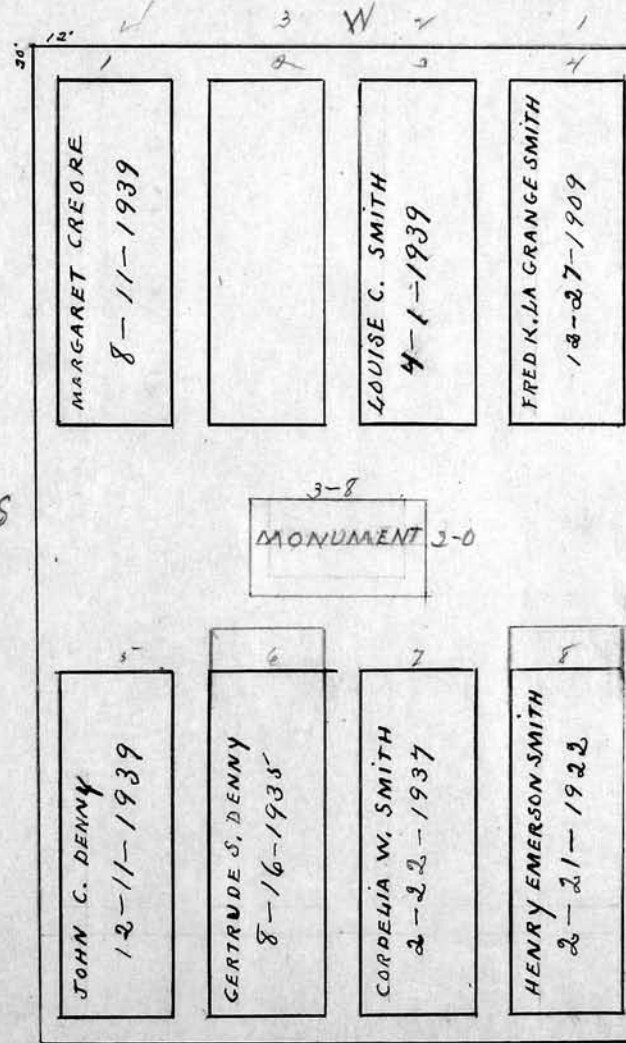 3 W 2 1
30' 12'
1 2 3 4
MARGARET CREORE
8-11-1939
LOUISE C. SMITH
4-1-1939
FRED K. LA GRANGE SMITH
12-27-1909
3-8
MONUMENT 2-0
S
5 6 7 8
JOHN C. DENNY
12-11-1939
GERTRUDE S. DENNY
8-16-1935
CORDELIA W. SMITH
2-22-1937
HENRY EMERSON SMITH
2-21-1922